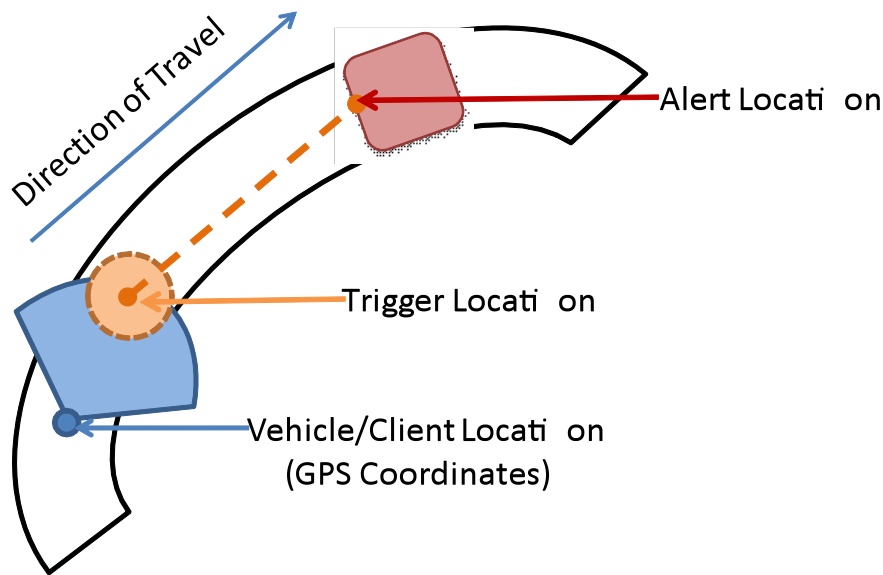 Direction of Travel
Alert Locati on
Trigger Locati on
Vehicle/Client Locati on
(GPS Coordinates)